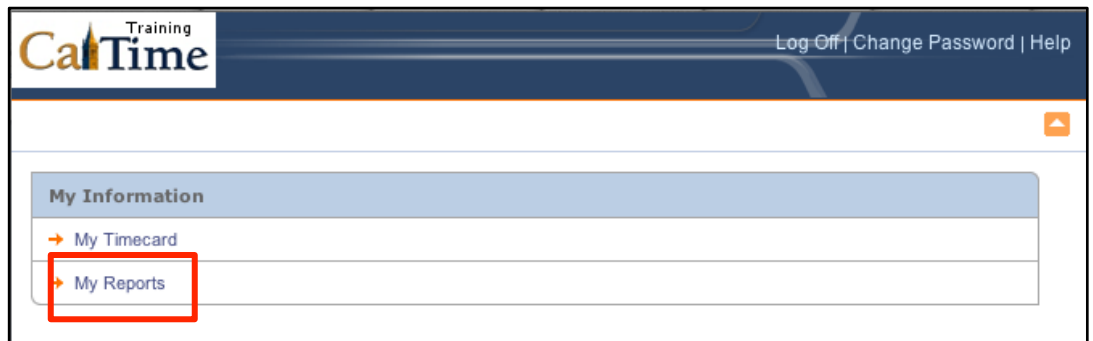 Training
CalTime
Log Off | Change Password | Help
My Information
My Timecard
My Reports